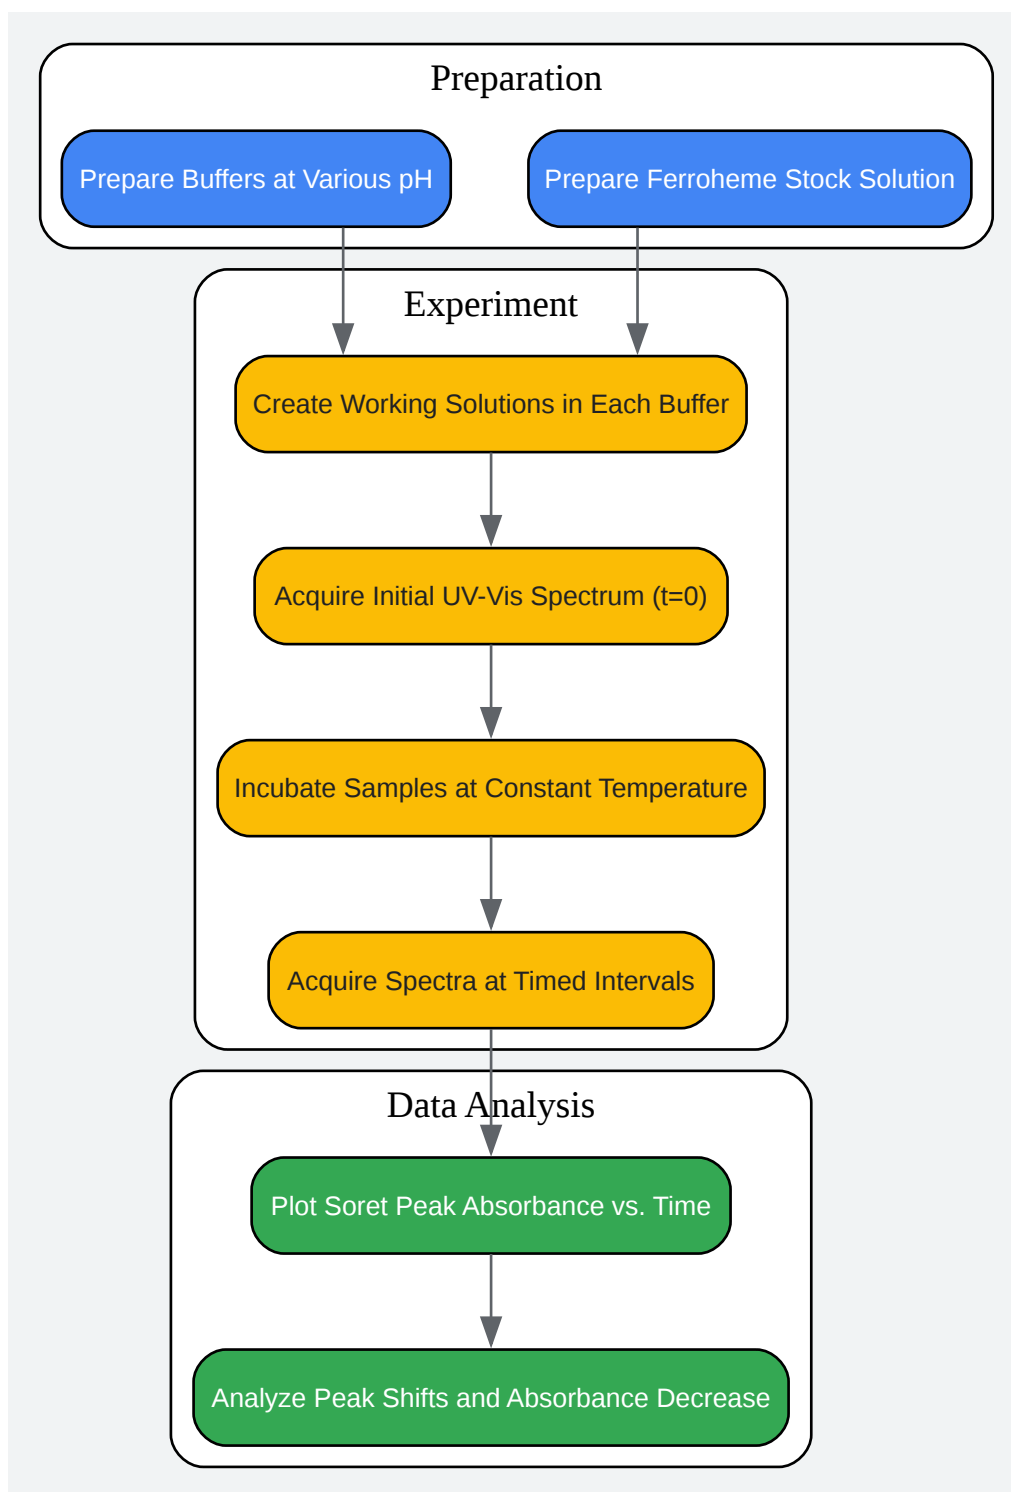 Preparation
Prepare Buffers at Various pH
Prepare Ferroheme Stock Solution
Experiment
Create Working Solutions in Each Buffer
Acquire Initial UV-Vis Spectrum (t=0)
Incubate Samples at Constant Temperature
Acquire Spectra at Timed Intervals
Data Analysis
Plot Soret Peak Absorbance vs. Time
Analyze Peak Shifts and Absorbance Decrease